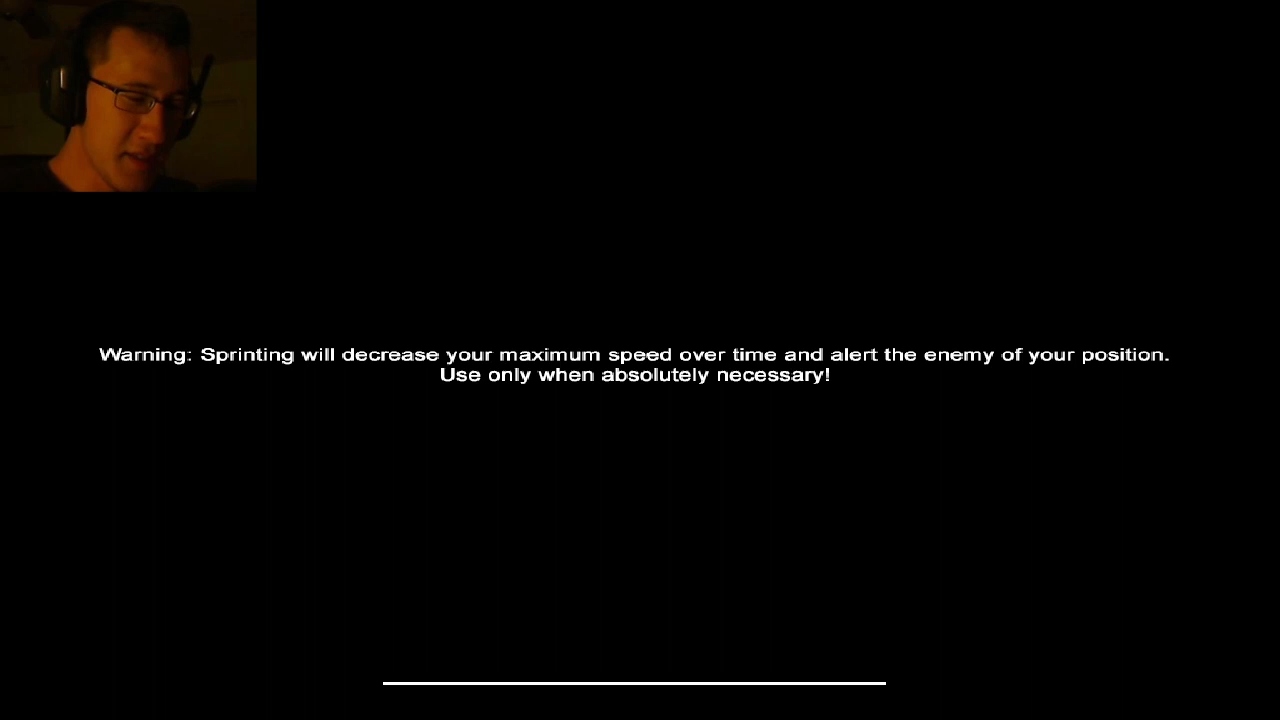 Warning: Sprinting will decrease your maximum speed over time and alert the enemy of your position.
Use only when absolutely necessary!